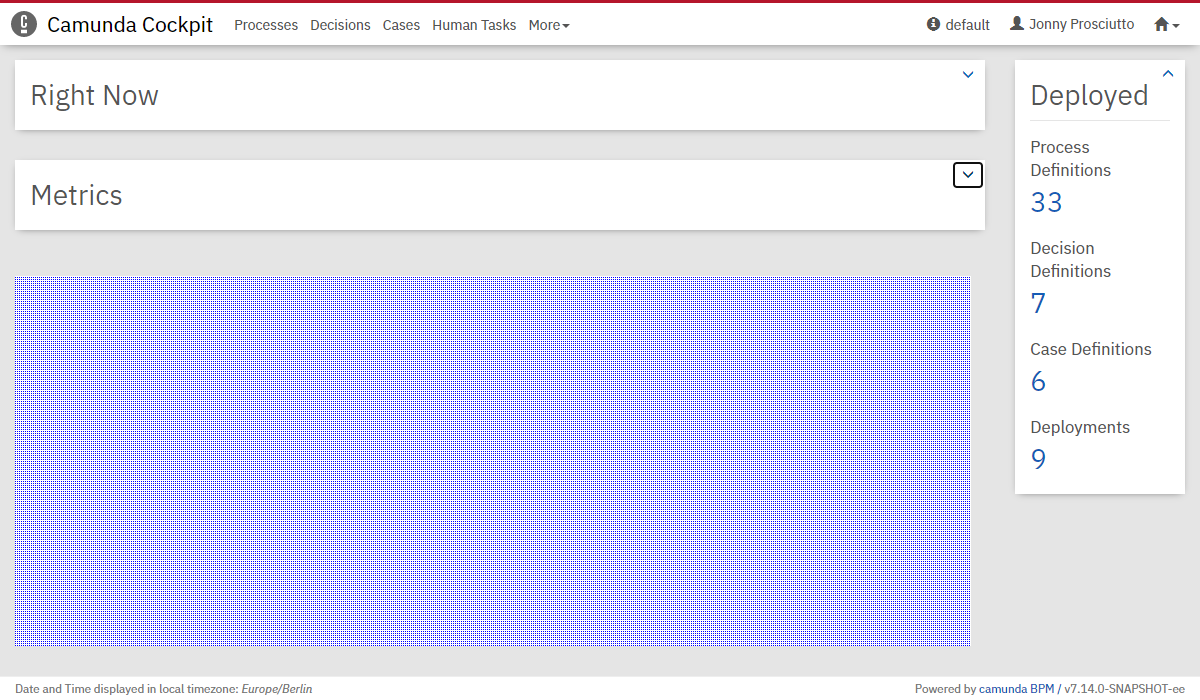 Camunda Cockpit Processes Decisions Cases Human Tasks More default Jonny Prosciutto
Right Now
Metrics
Deployed
Process
Definitions
33
Decision
Definitions
7
Case Definitions
6
Deployments
9
Date and Time displayed in local timezone: Europe/Berlin
Powered by camunda BPM / v7.14.0-SNAPSHOT-ee